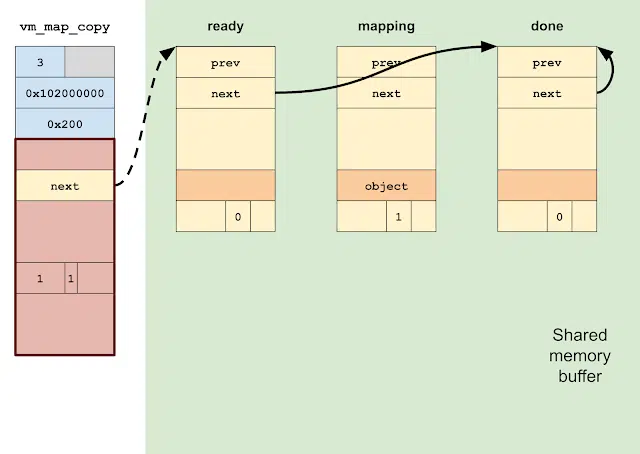 vm_map_copy
3
0x102000000
0x200
next
1 1
ready
prev
next
0
mapping
prev
next
object
1
done
prev
next
0
Shared
memory
buffer